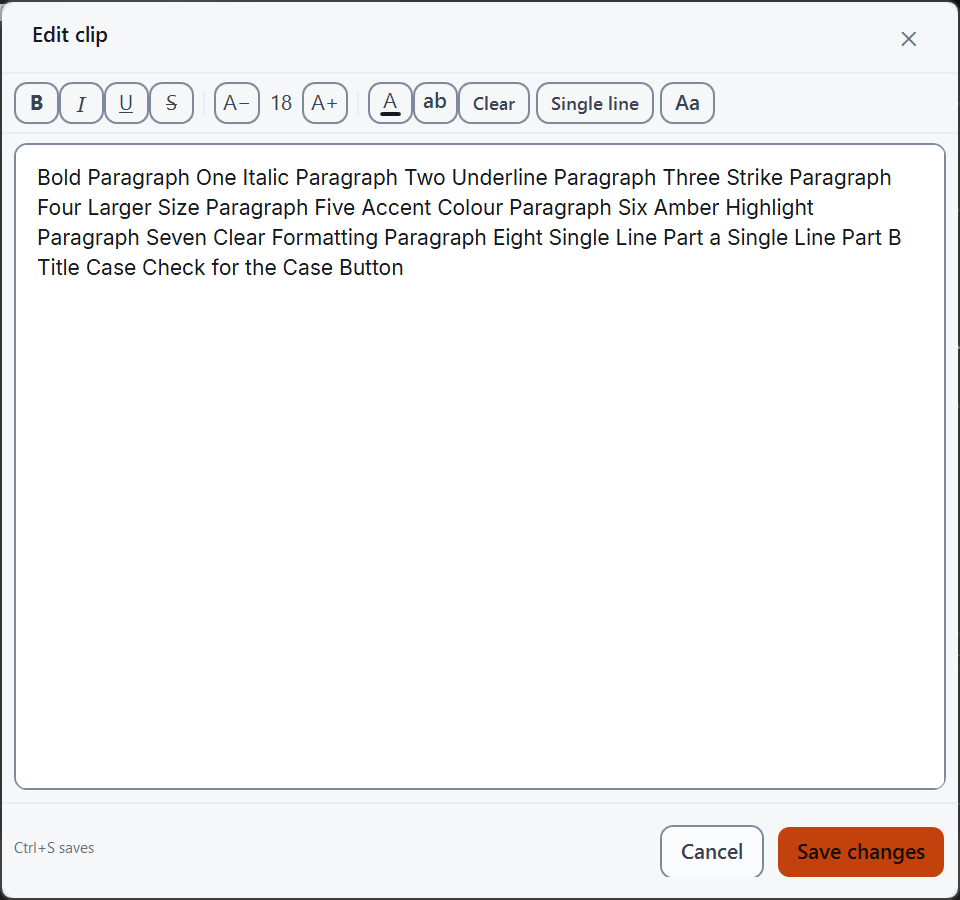 Edit clip
B I U S A− 18 A+ A ab Clear Single line Aa
Bold Paragraph One Italic Paragraph Two Underline Paragraph Three Strike Paragraph
Four Larger Size Paragraph Five Accent Colour Paragraph Six Amber Highlight
Paragraph Seven Clear Formatting Paragraph Eight Single Line Part a Single Line Part B
Title Case Check for the Case Button
Ctrl+S saves
Cancel Save changes